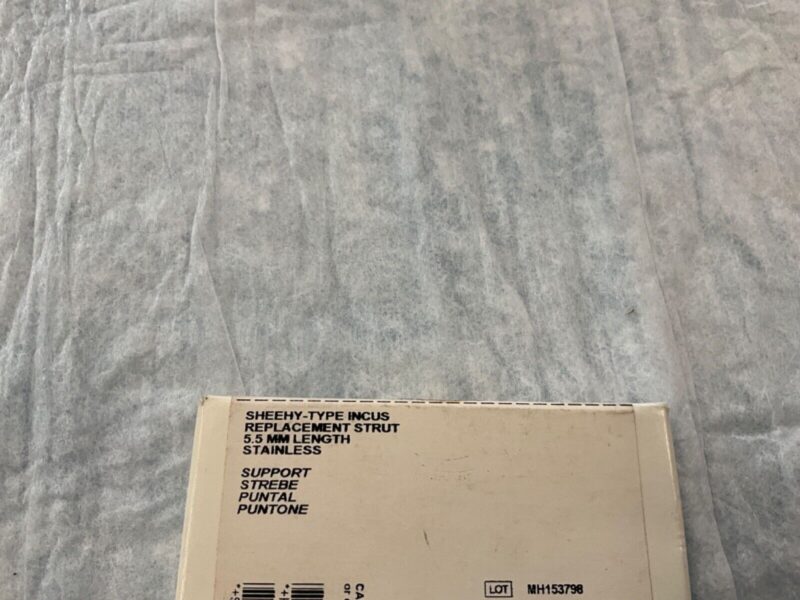 SHEEHY-TYPE INCUS
REPLACEMENT STRUT
5.5 MM LENGTH
STAINLESS
SUPPORT
STREBE
PUNTAL
PUNTONE
LOT MH153798